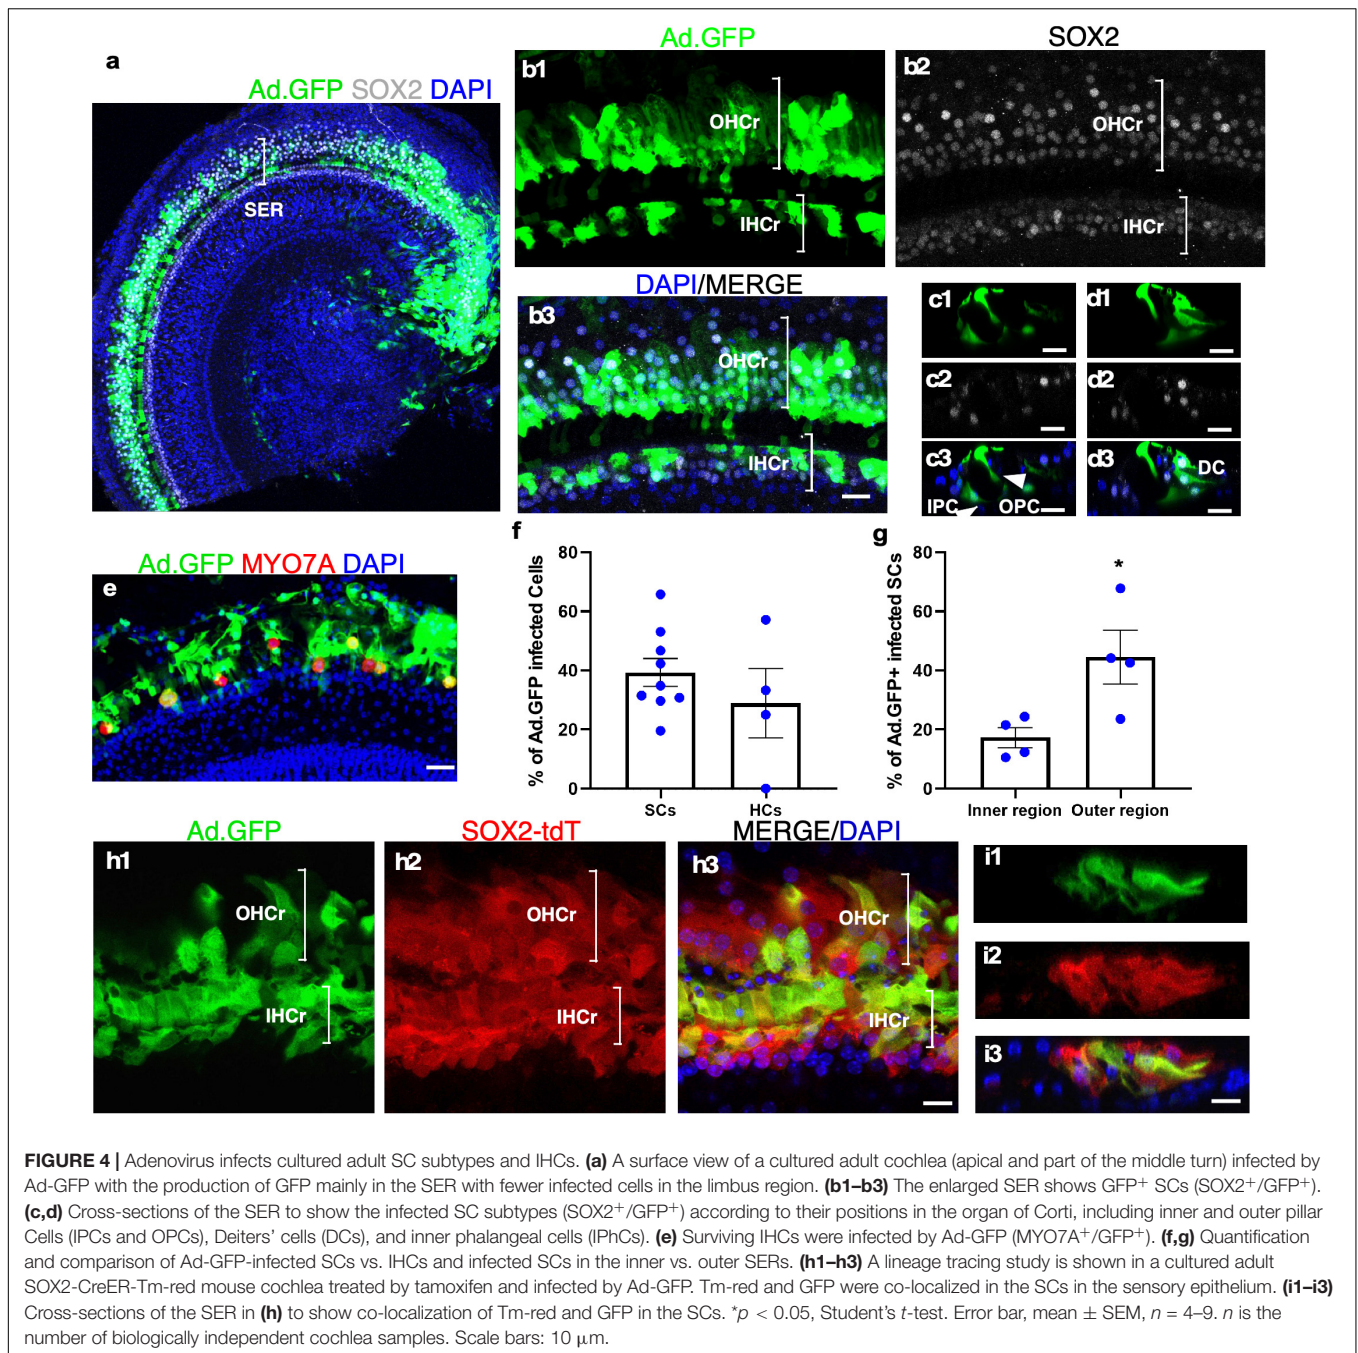 a
Ad.GFP SOX2 DAPI
SER
Ad.GFP
b1
OHCr
IHCr
SOX2
b2
OHCr
IHCr
DAPI/MERGE
b3
OHCr
IHCr
c1
d1
c2
d2
c3
IPC
OPC
d3
DC
Ad.GFP MYO7A DAPI
e
f
% of Ad.GFP infected Cells
80
60
40
20
0
SCs
HCs
g
% of Ad.GFP+ infected SCs
80
60
40
20
0
*
Inner region
Outer region
Ad.GFP
h1
OHCr
IHCr
SOX2-tdT
h2
OHCr
IHCr
MERGE/DAPI
h3
OHCr
IHCr
i1
i2
i3
FIGURE 4 | Adenovirus infects cultured adult SC subtypes and IHCs. (a) A surface view of a cultured adult cochlea (apical and part of the middle turn) infected by
Ad-GFP with the production of GFP mainly in the SER with fewer infected cells in the limbus region. (b1–b3) The enlarged SER shows GFP+ SCs (SOX2+/GFP+).
(c,d) Cross-sections of the SER to show the infected SC subtypes (SOX2+/GFP+) according to their positions in the organ of Corti, including inner and outer pillar
Cells (IPCs and OPCs), Deiters' cells (DCs), and inner phalangeal cells (IPhCs). (e) Surviving IHCs were infected by Ad-GFP (MYO7A+/GFP+). (f,g) Quantification
and comparison of Ad-GFP-infected SCs vs. IHCs and infected SCs in the inner vs. outer SERs. (h1–h3) A lineage tracing study is shown in a cultured adult
SOX2-CreER-Tm-red mouse cochlea treated by tamoxifen and infected by Ad-GFP. Tm-red and GFP were co-localized in the SCs in the sensory epithelium. (i1–i3)
Cross-sections of the SER in (h) to show co-localization of Tm-red and GFP in the SCs. *p < 0.05, Student's t-test. Error bar, mean ± SEM, n = 4–9. n is the
number of biologically independent cochlea samples. Scale bars: 10 μm.